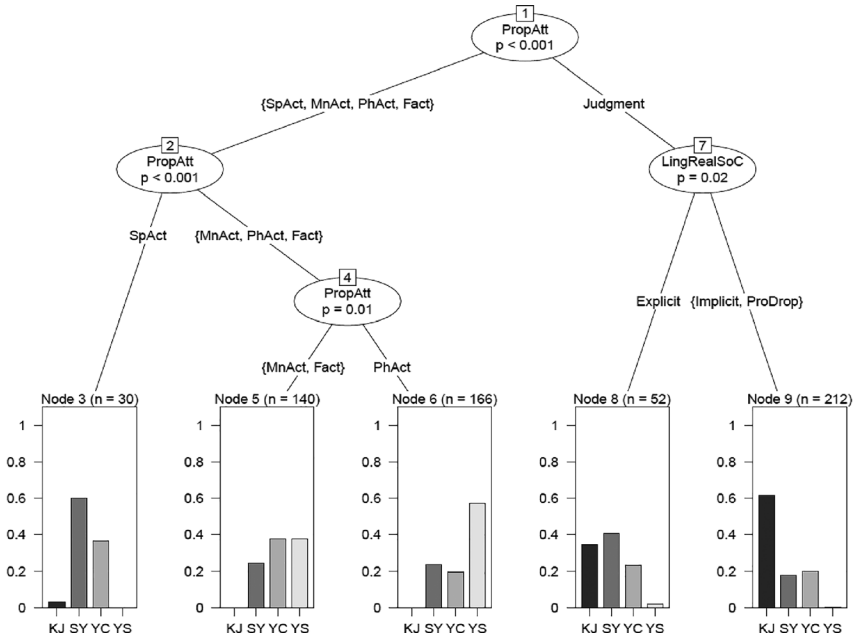 1
PropAtt
p < 0.001
{SpAct, MnAct, PhAct, Fact}
Judgment
2
PropAtt
p < 0.001
7
LingRealSoC
p = 0.02
SpAct
{MnAct, PhAct, Fact}
4
PropAtt
p = 0.01
Explicit
{Implicit, ProDrop}
{MnAct, Fact}
PhAct
Node 3 (n = 30)
1
0.8
0.6
0.4
0.2
0
KJ SY YC YS
Node 5 (n = 140)
1
0.8
0.6
0.4
0.2
0
KJ SY YC YS
Node 6 (n = 166)
1
0.8
0.6
0.4
0.2
0
KJ SY YC YS
Node 8 (n = 52)
1
0.8
0.6
0.4
0.2
0
KJ SY YC YS
Node 9 (n = 212)
1
0.8
0.6
0.4
0.2
0
KJ SY YC YS